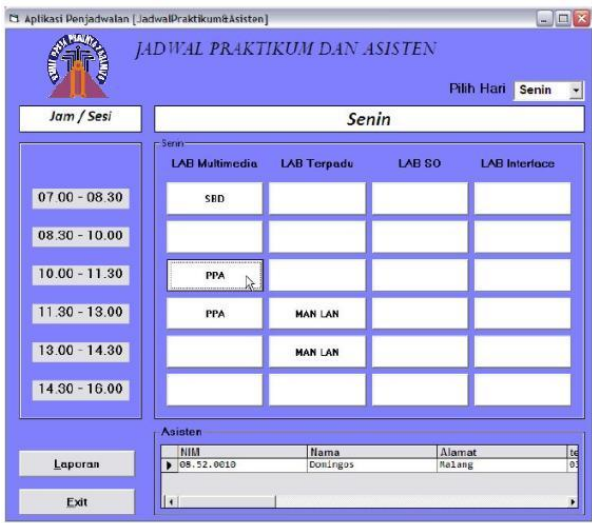 Aplikasi Penjadwalan [JadwalPraktikum&Asisten]
JADWAL PRAKTIKUM DAN ASISTEN
Pilih Hari Senin
Jam / Sesi Senin
Senin
LAB Multimedia LAB Terpadu LAB SO LAB Interface
07.00 - 08.30 SBD
08.30 - 10.00
10.00 - 11.30 PPA
11.30 - 13.00 PPA MAN LAN
13.00 - 14.30 MAN LAN
14.30 - 16.00
Asisten
NIM Nama Alamat te
08.52.0010 Domingos Malang
Laporan
Exit